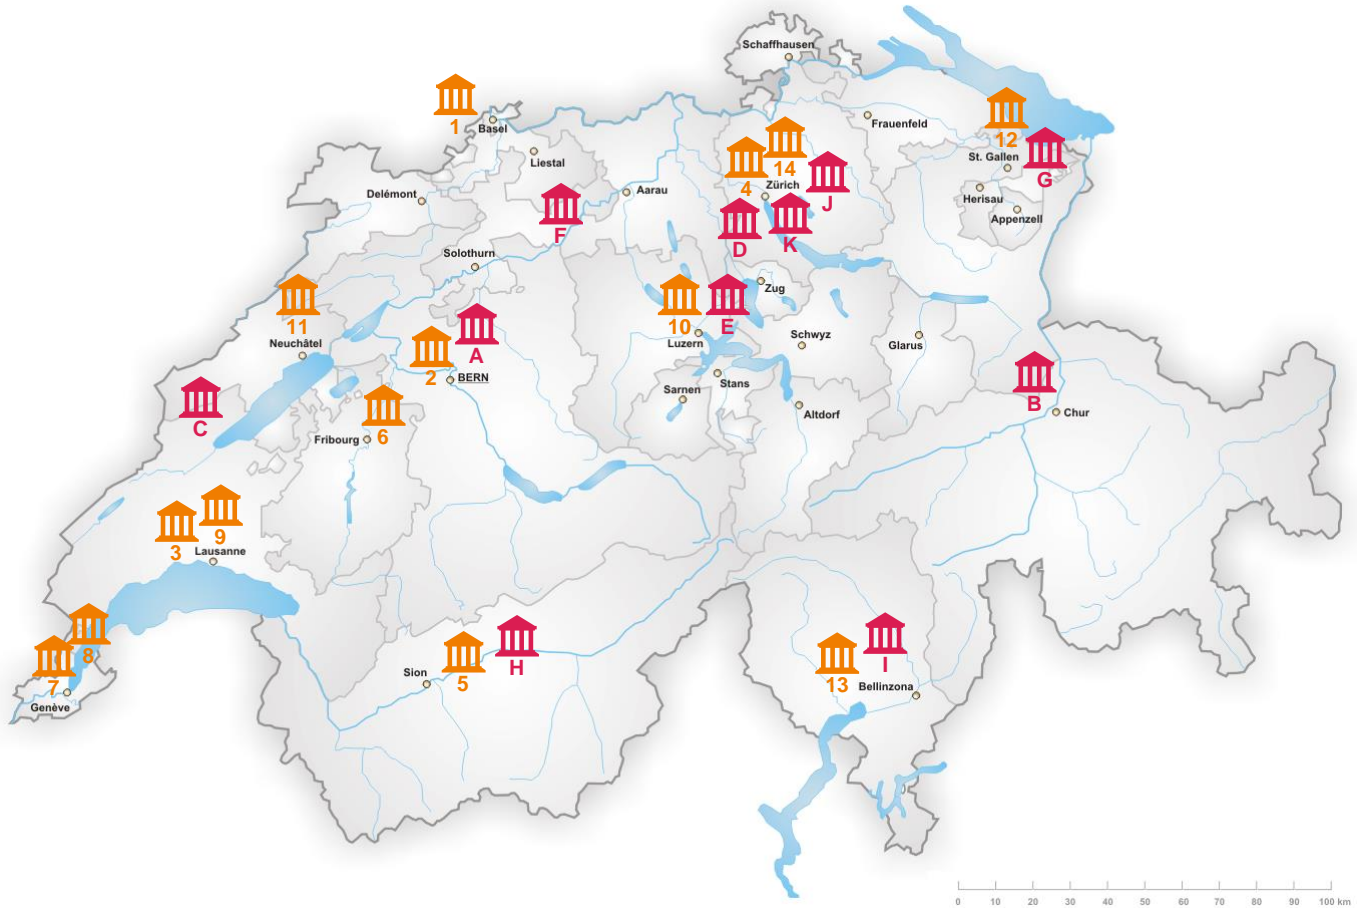 Schaffhausen
1
Basel
Frauenfeld
12
St. Gallen
G
14
4
Zürich
J
Liestal
Delémont
Aarau
Herisau
Appenzell
F
D
K
Solothurn
Zug
11
10
E
Neuchâtel
A
Luzern
Schwyz
Glarus
2
BERN
Stans
Sarnen
B
Chur
C
Altdorf
6
Fribourg
9
3
Lausanne
8
7
Genève
Sion
5
H
I
13
Bellinzona
0 10 20 30 40 50 60 70 80 90 100 km